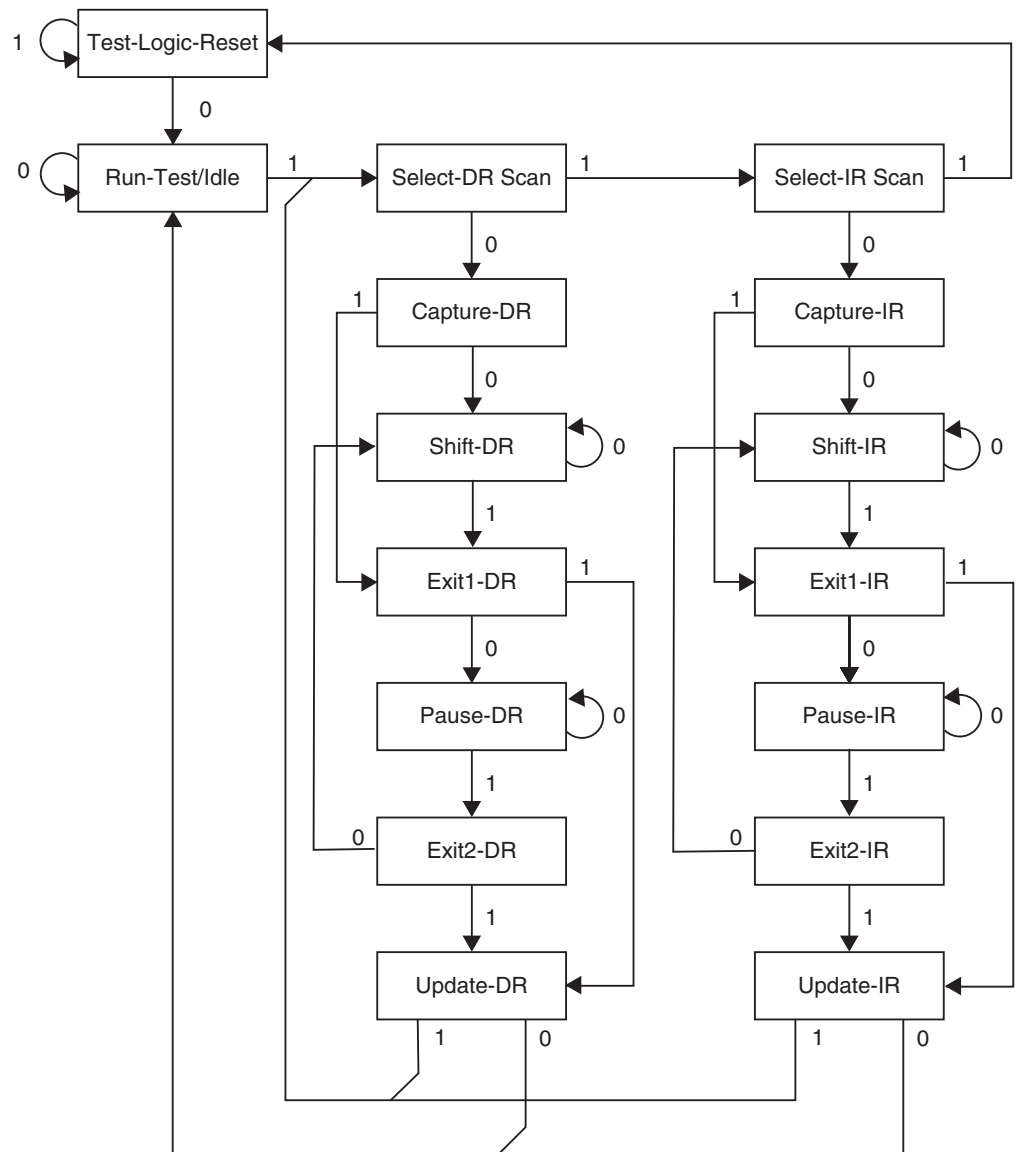 1 Test-Logic-Reset
0
0 Run-Test/Idle 1 Select-DR Scan 1 Select-IR Scan 1
0 0
1 Capture-DR 1 Capture-IR
0 0
Shift-DR 0 Shift-IR 0
1 1
Exit1-DR 1 Exit1-IR 1
0 0
Pause-DR 0 Pause-IR 0
1 1
0 Exit2-DR 0 Exit2-IR
1 1
Update-DR Update-IR
1 0 1 0